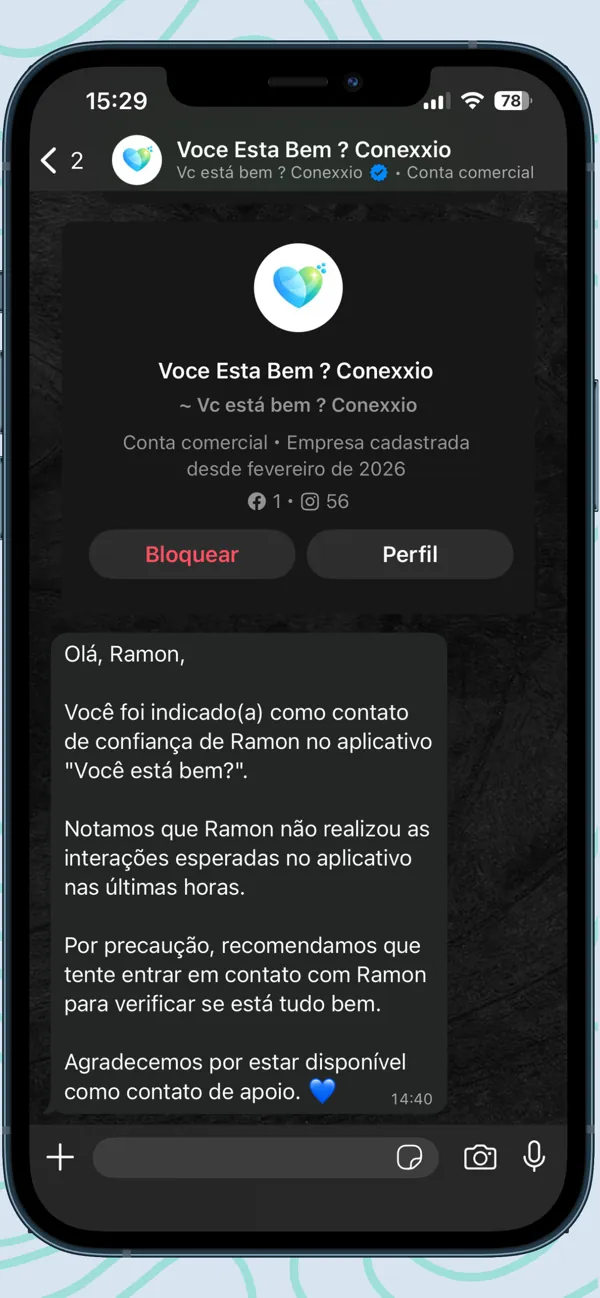 15:29
78
2
Voce Esta Bem ? Conexxio
Vc está bem ? Conexxio • Conta comercial
Voce Esta Bem ? Conexxio
~ Vc está bem ? Conexxio
Conta comercial • Empresa cadastrada
desde fevereiro de 2026
1 • 56
Bloquear
Perfil
Olá, Ramon,
Você foi indicado(a) como contato
de confiança de Ramon no aplicativo
"Você está bem?".
Notamos que Ramon não realizou as
interações esperadas no aplicativo
nas últimas horas.
Por precaução, recomendamos que
tente entrar em contato com Ramon
para verificar se está tudo bem.
Agradecemos por estar disponível
como contato de apoio. 💙
14:40